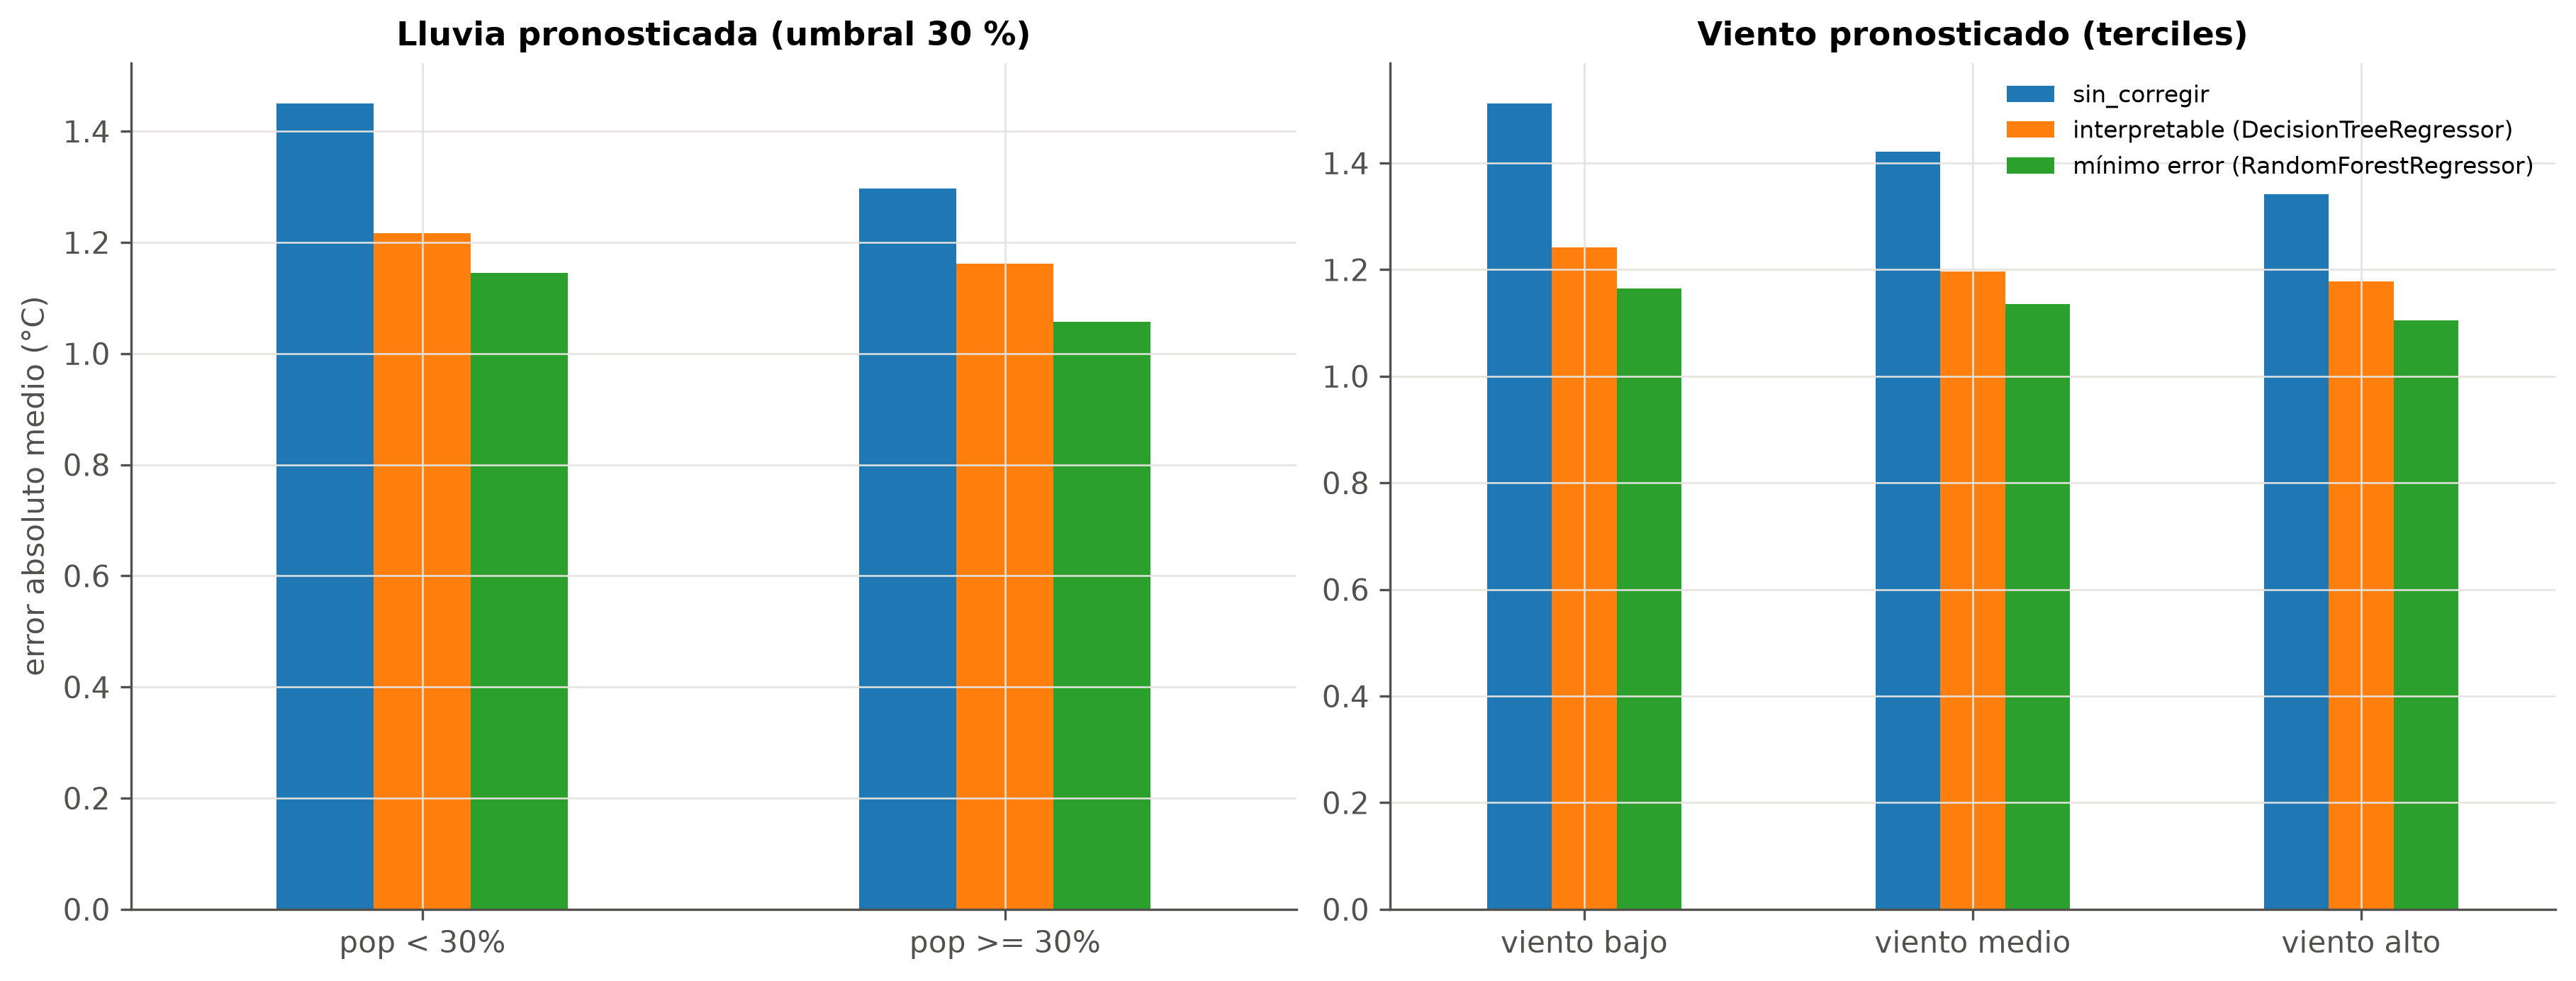 Lluvia pronosticada (umbral 30 %)
error absoluto medio (°C)
1.4
1.2
1.0
0.8
0.6
0.4
0.2
0.0
pop < 30%
pop >= 30%
Viento pronosticado (terciles)
sin_corregir
interpretable (DecisionTreeRegressor)
mínimo error (RandomForestRegressor)
1.4
1.2
1.0
0.8
0.6
0.4
0.2
0.0
viento bajo
viento medio
viento alto